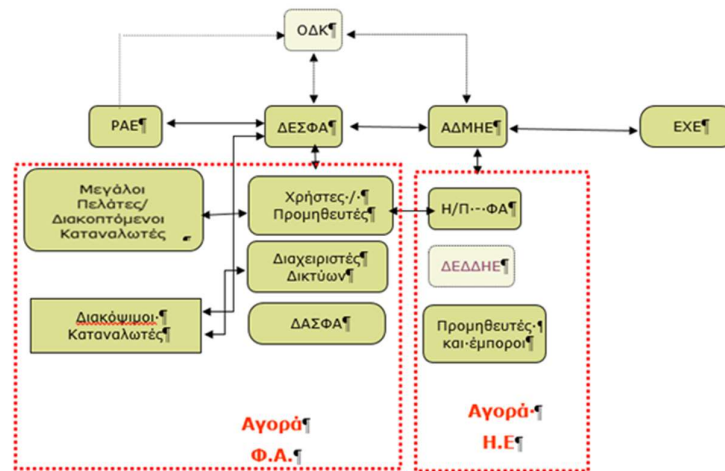 ΟΔΚ¶
ΡΑΕ¶
ΔΕΣΦΑ¶
ΑΔΜΗΕ¶
ΕΧΕ¶
Μεγάλοι
Πελάτες/
Διακοπτόμενοι
Καταναλωτές ¶
Χρήστες·/·¶
Προμηθευτές¶
Η/Π·–·ΦΑ¶
Διαχειριστές
Δικτύων¶
ΔΕΔΔΗΕ¶
Διακόψιμοι·¶
Καταναλωτές¶
ΔΑΣΦΑ¶
Προμηθευτές·¶
και·έμποροι¶
Αγορά¶
Φ.Α.¶
Αγορά·¶
Η.Ε¶